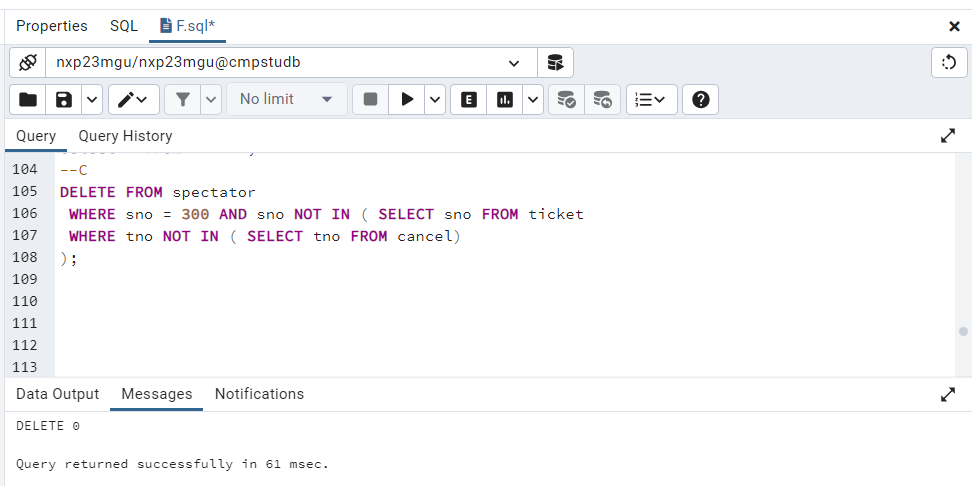 Properties SQL F.sql*
nxp23mgu/nxp23mgu@cmpstudb
No limit E
Query Query History
104 --C
105 DELETE FROM spectator
106 WHERE sno = 300 AND sno NOT IN ( SELECT sno FROM ticket
107 WHERE tno NOT IN ( SELECT tno FROM cancel)
108 );
109
110
111
112
113
Data Output Messages Notifications
DELETE 0
Query returned successfully in 61 msec.